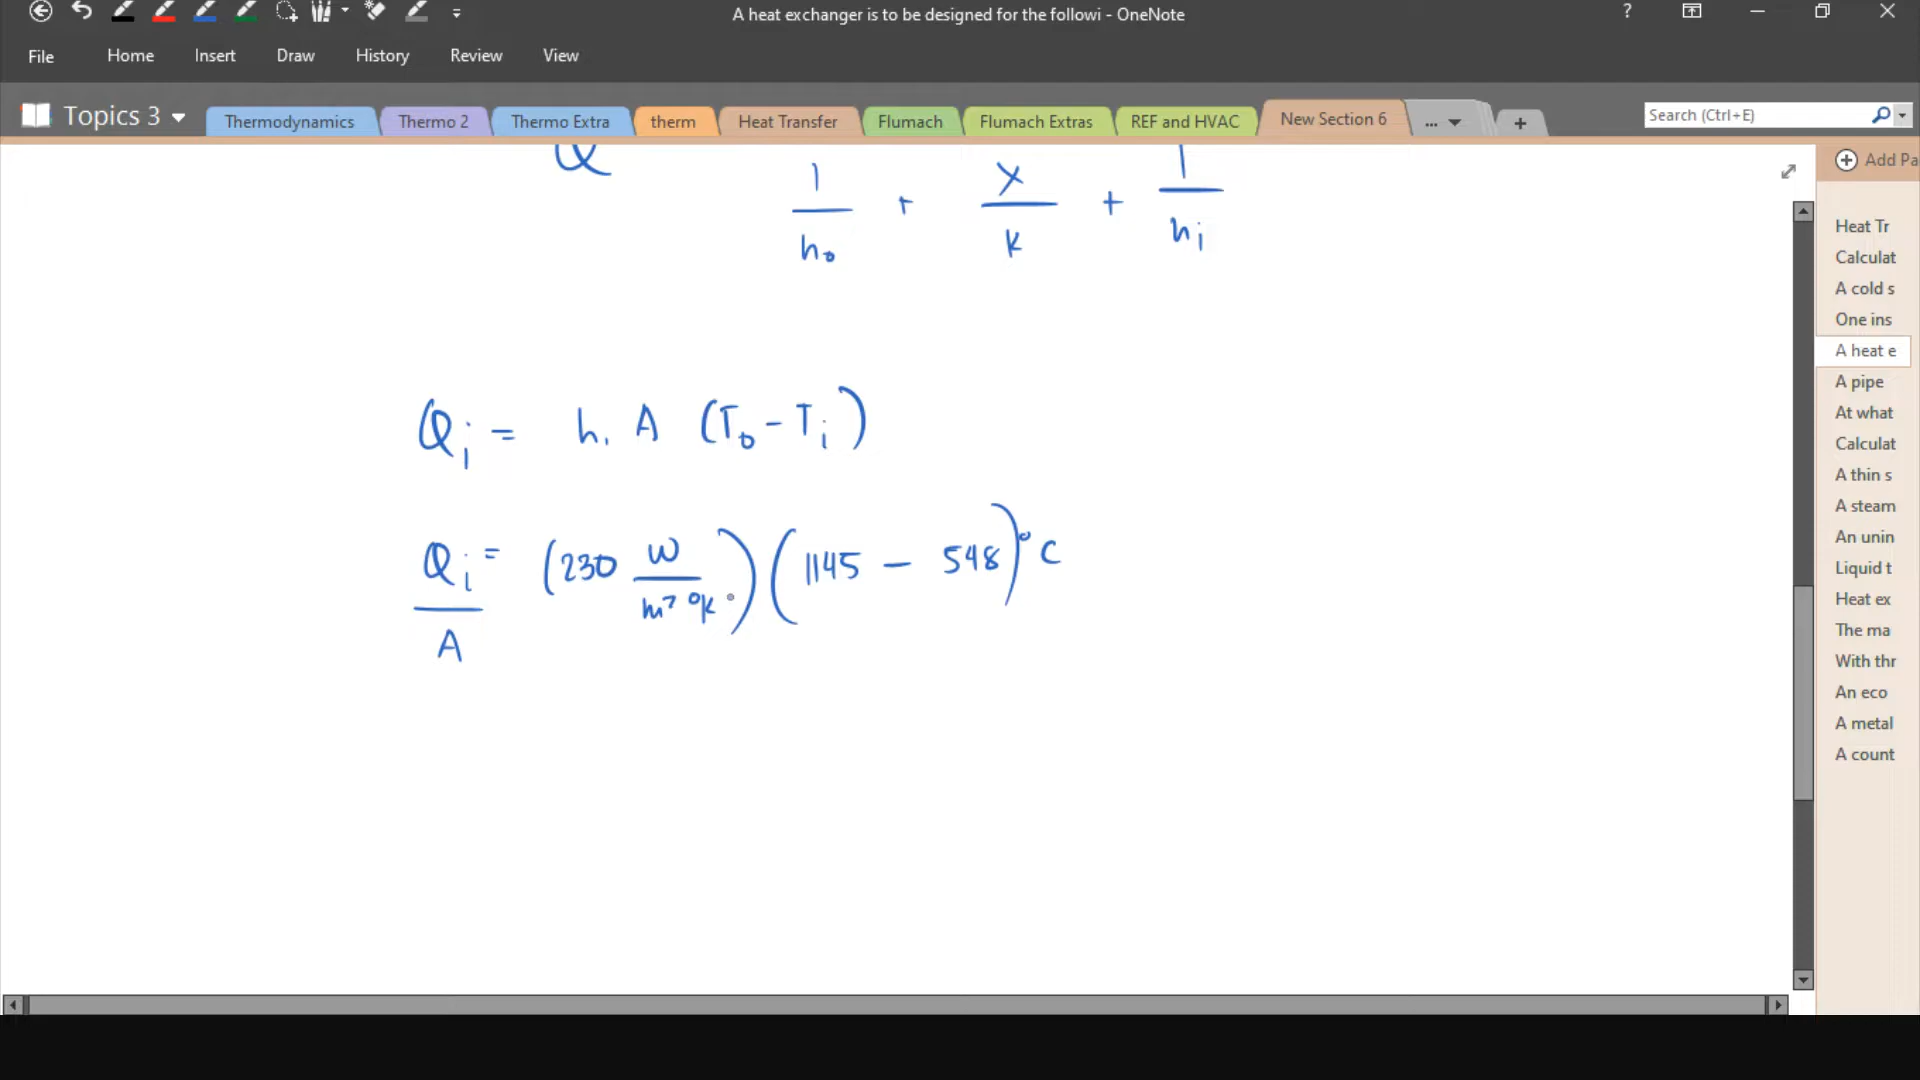 A heat exchanger is to be designed for the followi - OneNote
?
File Home Insert Draw History Review View
Topics 3 Thermodynamics Thermo 2 Thermo Extra therm Heat Transfer Flumach Flumach Extras REF and HVAC New Section 6 ... + Search (Ctrl+E)
Add Pa
Q
1 / h₀ + x / k + 1 / hᵢ
Qᵢ = hᵢ A (T₀ - Tᵢ)
Qᵢ / A = (230 W / m² °K) (1145 - 548) °C
Heat Tr
Calculat
A cold s
One ins
A heat e
A pipe
At what
Calculat
A thin s
A steam
An unin
Liquid t
Heat ex
The ma
With thr
An eco
A metal
A count